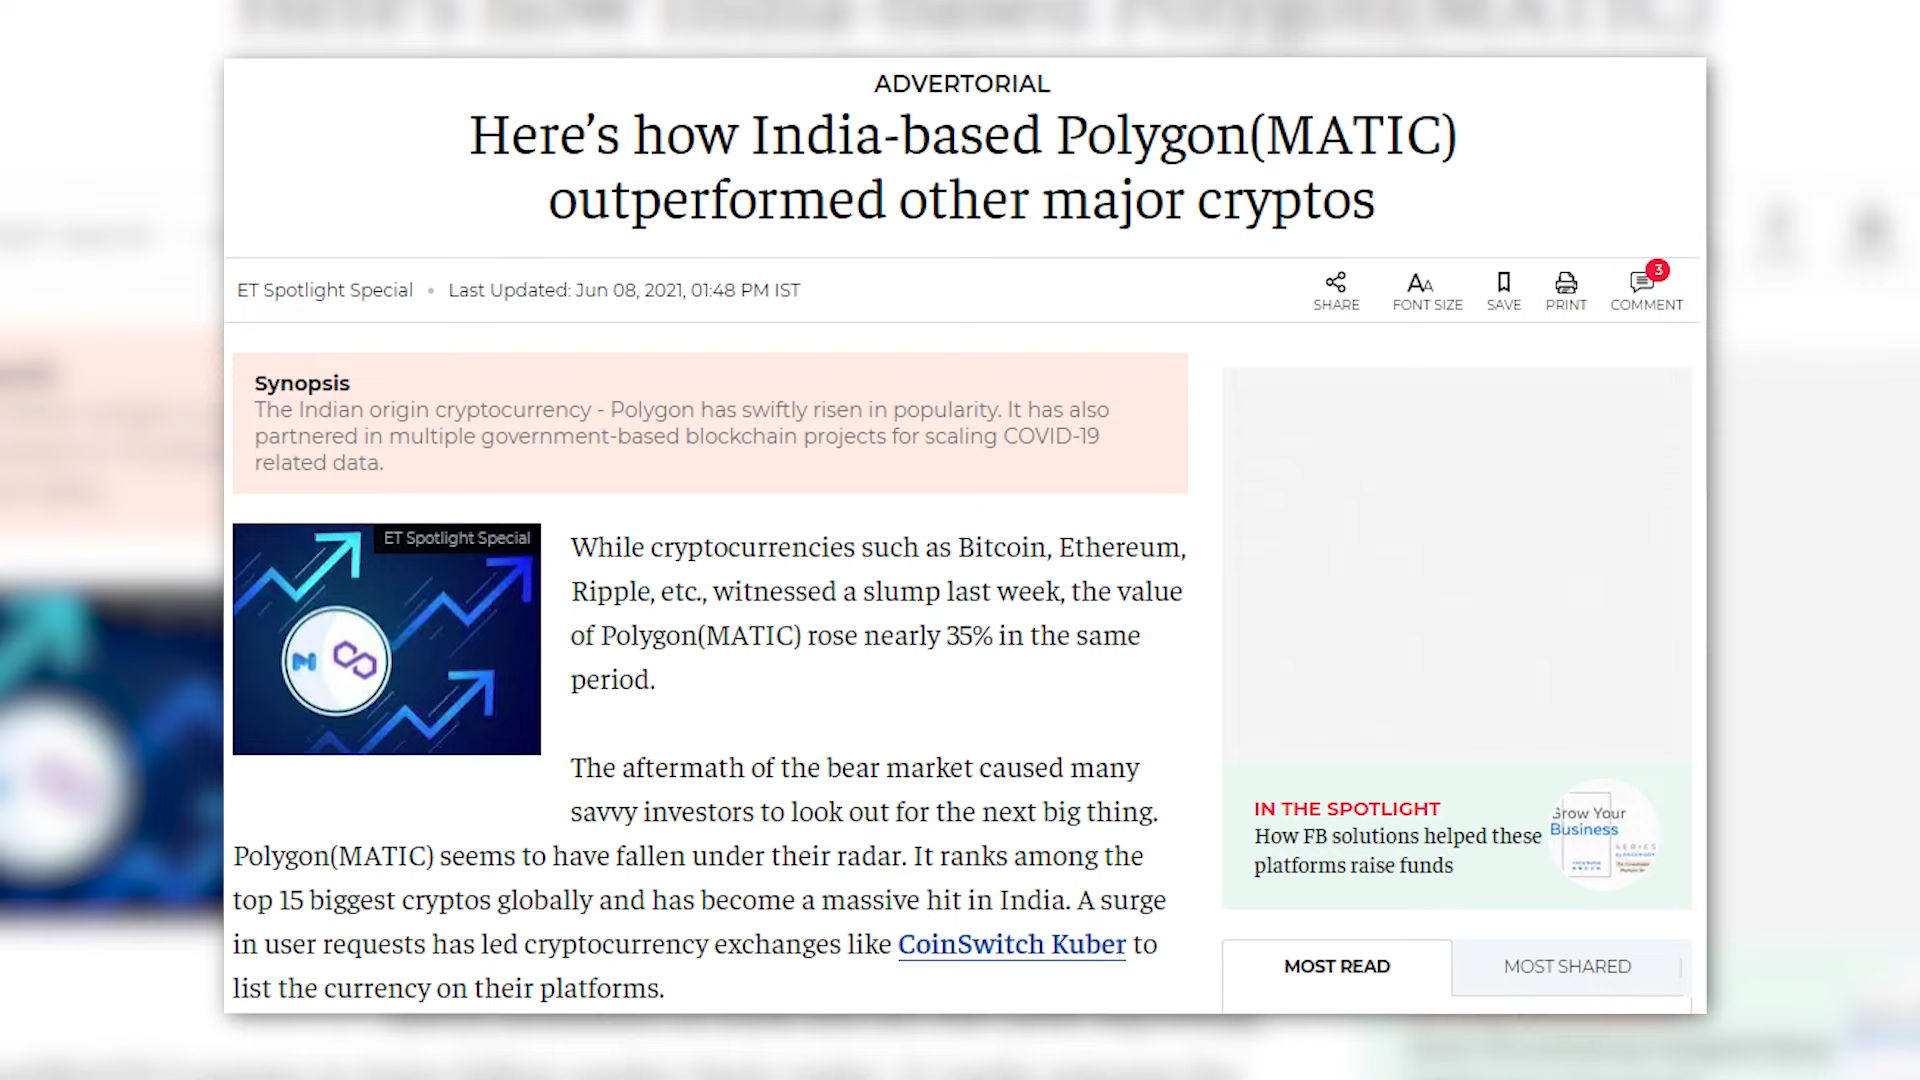 ADVERTORIAL
Here’s how India-based Polygon(MATIC)
outperformed other major cryptos
ET Spotlight Special • Last Updated: Jun 08, 2021, 01:48 PM IST
SHARE
FONT SIZE
SAVE
PRINT
3
COMMENT
Synopsis
The Indian origin cryptocurrency - Polygon has swiftly risen in popularity. It has also
partnered in multiple government-based blockchain projects for scaling COVID-19
related data.
ET Spotlight Special
While cryptocurrencies such as Bitcoin, Ethereum,
Ripple, etc., witnessed a slump last week, the value
of Polygon(MATIC) rose nearly 35% in the same
period.
The aftermath of the bear market caused many
savvy investors to look out for the next big thing.
Polygon(MATIC) seems to have fallen under their radar. It ranks among the
top 15 biggest cryptos globally and has become a massive hit in India. A surge
in user requests has led cryptocurrency exchanges like CoinSwitch Kuber to
list the currency on their platforms.
IN THE SPOTLIGHT
How FB solutions helped these
platforms raise funds
Grow Your
Business
SERIES
MOST READ
MOST SHARED